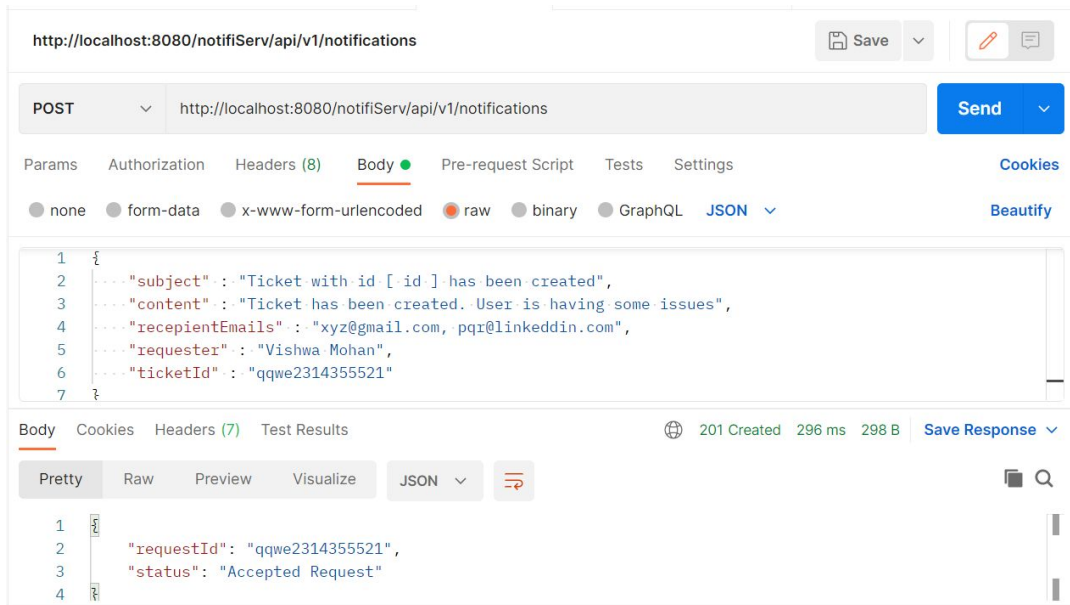 http://localhost:8080/notifiServ/api/v1/notifications Save
POST http://localhost:8080/notifiServ/api/v1/notifications Send
Params Authorization Headers (8) Body Pre-request Script Tests Settings Cookies
none form-data x-www-form-urlencoded raw binary GraphQL JSON Beautify
1 {
2 "subject" : "Ticket with id [ id ] has been created",
3 "content" : "Ticket has been created. User is having some issues",
4 "recepientEmails" : "xyz@gmail.com, pqr@linkeddin.com",
5 "requester" : "Vishwa Mohan",
6 "ticketId" : "qqwe2314355521"
7 }
Body Cookies Headers (7) Test Results 201 Created 296 ms 298 B Save Response
Pretty Raw Preview Visualize JSON
1 {
2 "requestId": "qqwe2314355521",
3 "status": "Accepted Request"
4 }